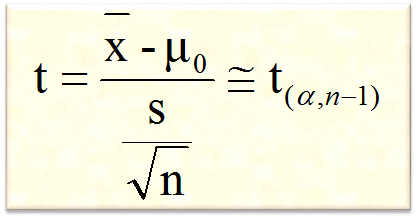 t = (x̄ - μ₀) / (s / √n) ≅ t₍α,n−1₎